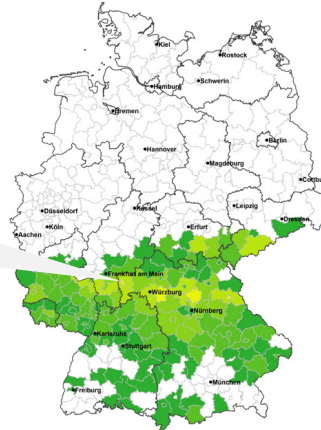 Kiel
Rostock
Schwerin
Hamburg
Bremen
Berlin
Hannover
Magdeburg
Cottbu
Düsseldorf
Kassel
Leipzig
Köln
Erfurt
Dresden
Aachen
Frankfurt am Main
Würzburg
Nürnberg
Karlsruhe
Stuttgart
München
Freiburg